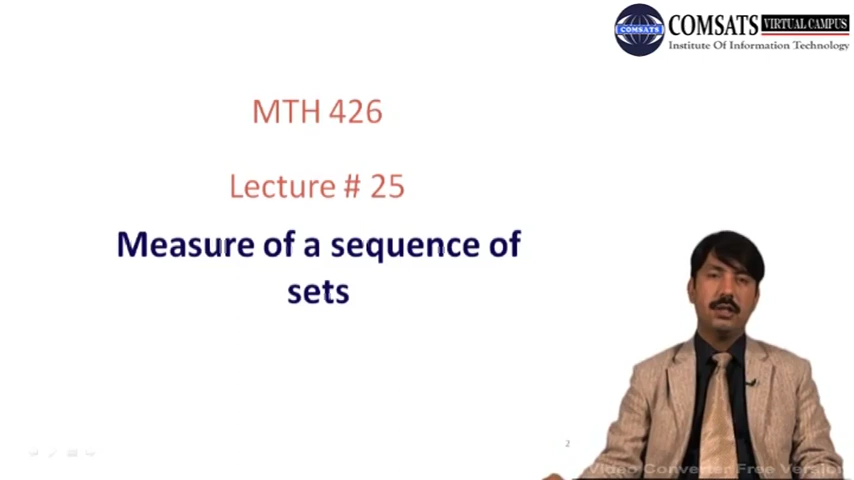 COMSATS
COMSATS VIRTUAL CAMPUS
Institute Of Information Technology
MTH 426
Lecture # 25
Measure of a sequence of
sets
2
Video Converter Free Version